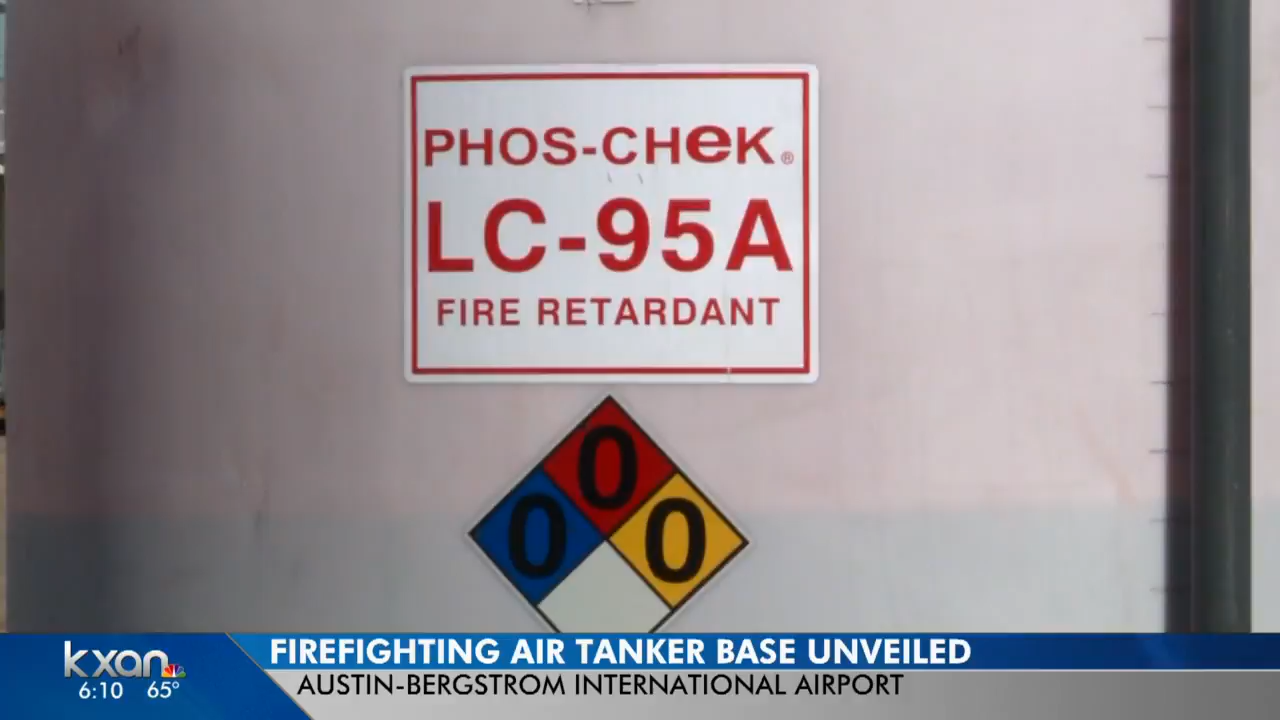 PHOS-CHeK®
LC-95A
FIRE RETARDANT
0
0
0
kxan
6:10 65°
FIREFIGHTING AIR TANKER BASE UNVEILED
AUSTIN-BERGSTROM INTERNATIONAL AIRPORT